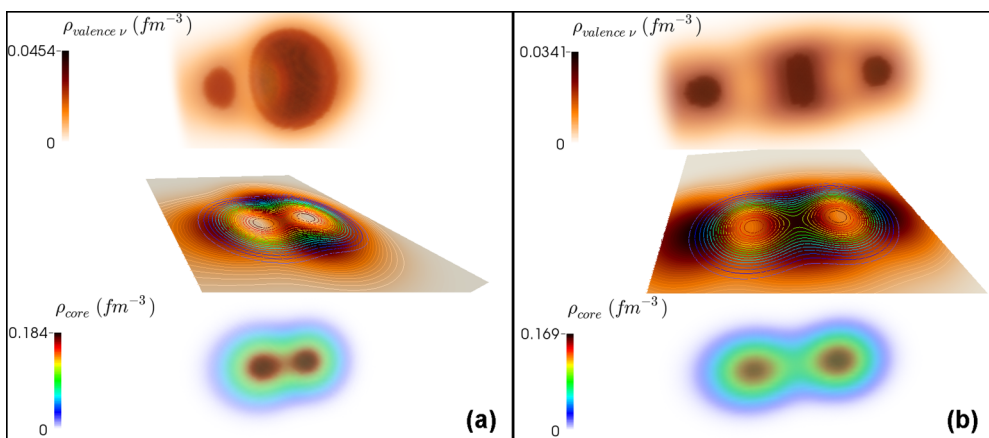 ρvalence ν (fm⁻³)
0.0454
0
ρcore (fm⁻³)
0.184
0
(a)
ρvalence ν (fm⁻³)
0.0341
0
ρcore (fm⁻³)
0.169
0
(b)